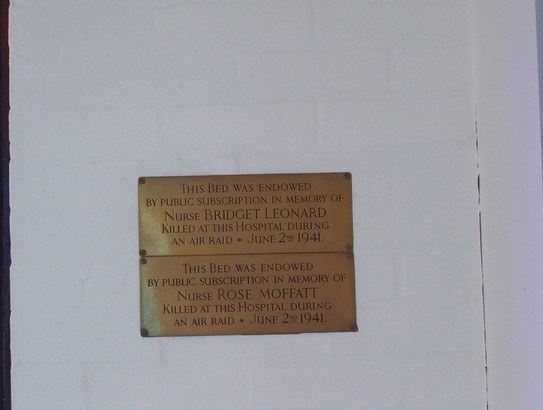 THIS BED WAS ENDOWED
BY PUBLIC SUBSCRIPTION IN MEMORY OF
NURSE BRIDGET LEONARD
KILLED AT THIS HOSPITAL DURING
AN AIR RAID • JUNE 2ND 1941.
THIS BED WAS ENDOWED
BY PUBLIC SUBSCRIPTION IN MEMORY OF
NURSE ROSE MOFFATT
KILLED AT THIS HOSPITAL DURING
AN AIR RAID • JUNE 2ND 1941.